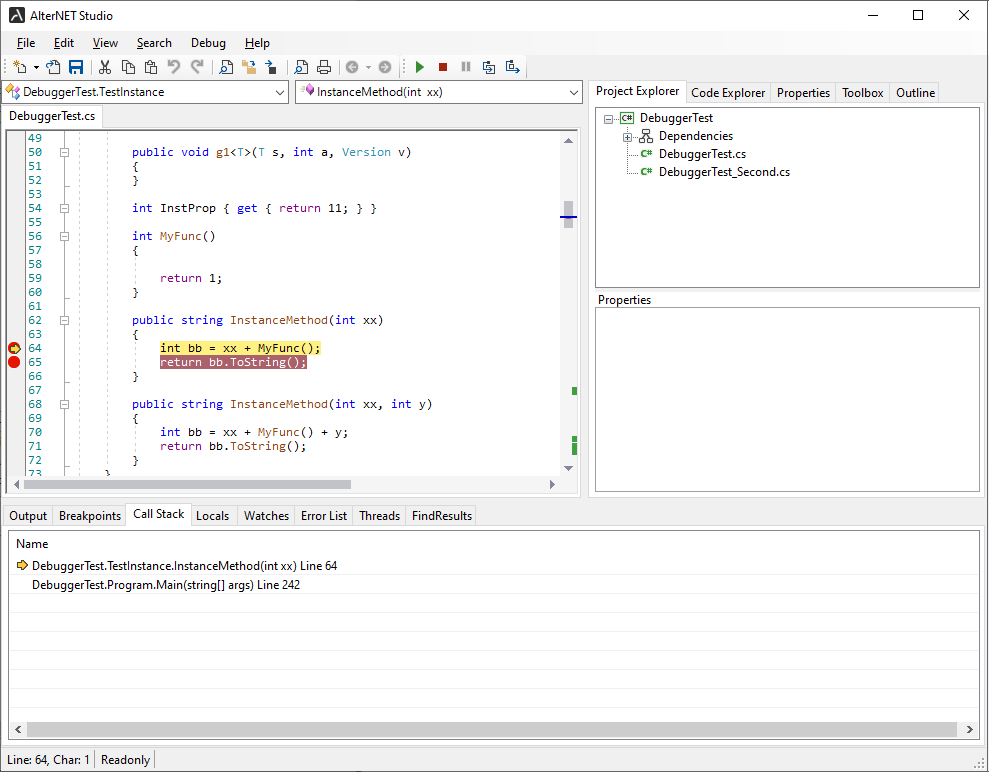 AlterNET Studio
File Edit View Search Debug Help
DebuggerTest.TestInstance InstanceMethod(int xx)
DebuggerTest.cs
49
50 public void g1<T>(T s, int a, Version v)
51 {
52 }
53
54 int InstProp { get { return 11; } }
55
56 int MyFunc()
57 {
58
59 return 1;
60 }
61
62 public string InstanceMethod(int xx)
63 {
64 int bb = xx + MyFunc();
65 return bb.ToString();
66 }
67
68 public string InstanceMethod(int xx, int y)
69 {
70 int bb = xx + MyFunc() + y;
71 return bb.ToString();
72 }
73 }
Project Explorer Code Explorer Properties Toolbox Outline
C# DebuggerTest
Dependencies
C# DebuggerTest.cs
C# DebuggerTest_Second.cs
Properties
Output Breakpoints Call Stack Locals Watches Error List Threads FindResults
Name
DebuggerTest.TestInstance.InstanceMethod(int xx) Line 64
DebuggerTest.Program.Main(string[] args) Line 242
Line: 64, Char: 1 Readonly